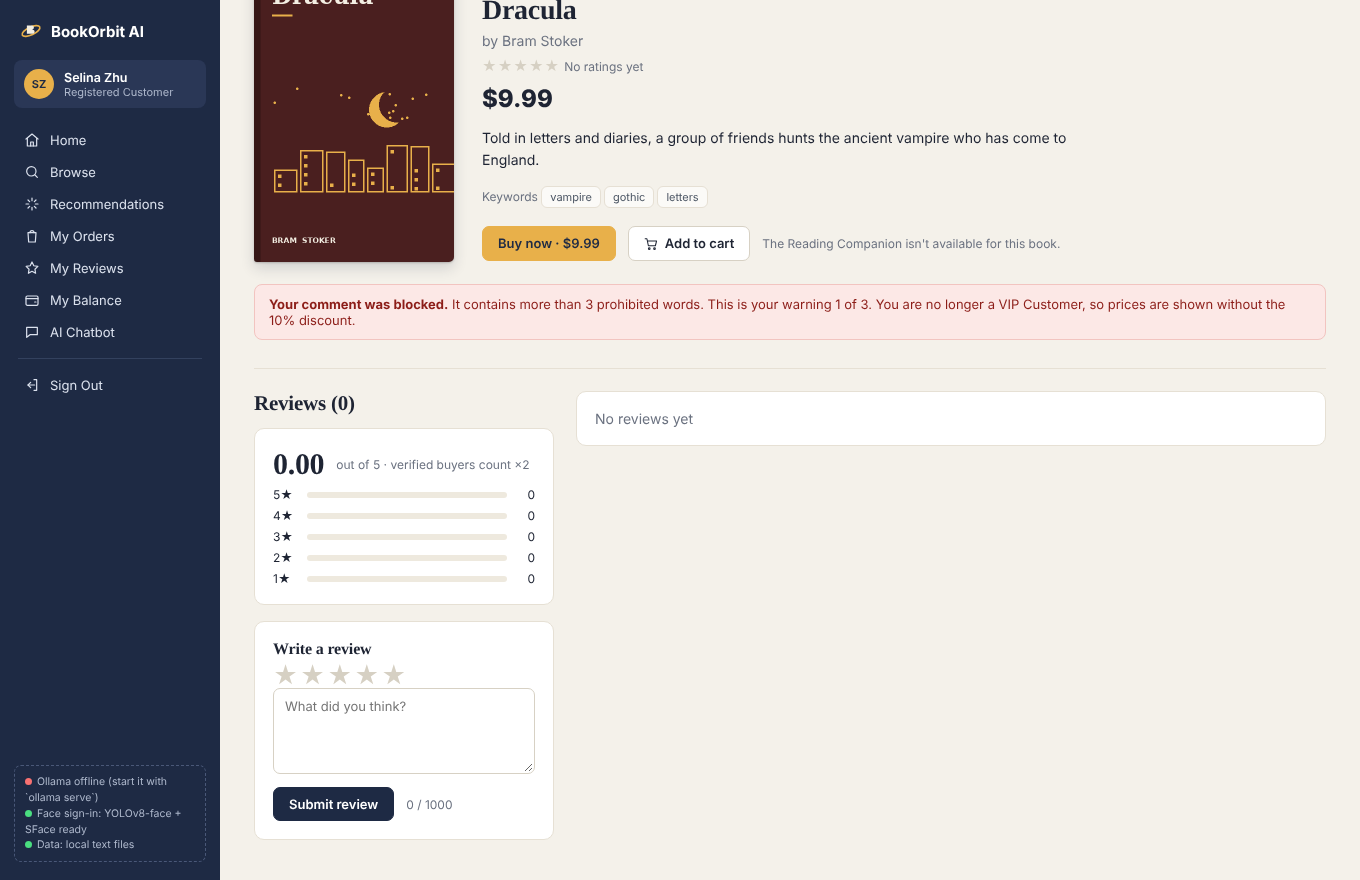 BookOrbit AI
SZ
Selina Zhu
Registered Customer
Home
Browse
Recommendations
My Orders
My Reviews
My Balance
AI Chatbot
Sign Out
Ollama offline (start it with
`ollama serve`)
Face sign-in: YOLOv8-face +
SFace ready
Data: local text files
Dracula
BRAM STOKER
Dracula
by Bram Stoker
★★★★★ No ratings yet
$9.99
Told in letters and diaries, a group of friends hunts the ancient vampire who has come to
England.
Keywords vampire gothic letters
Buy now · $9.99 Add to cart The Reading Companion isn't available for this book.
Your comment was blocked. It contains more than 3 prohibited words. This is your warning 1 of 3. You are no longer a VIP Customer, so prices are shown without the
10% discount.
Reviews (0)
0.00 out of 5 · verified buyers count ×2
5★ 0
4★ 0
3★ 0
2★ 0
1★ 0
Write a review
★★★★★
What did you think?
Submit review 0 / 1000
No reviews yet